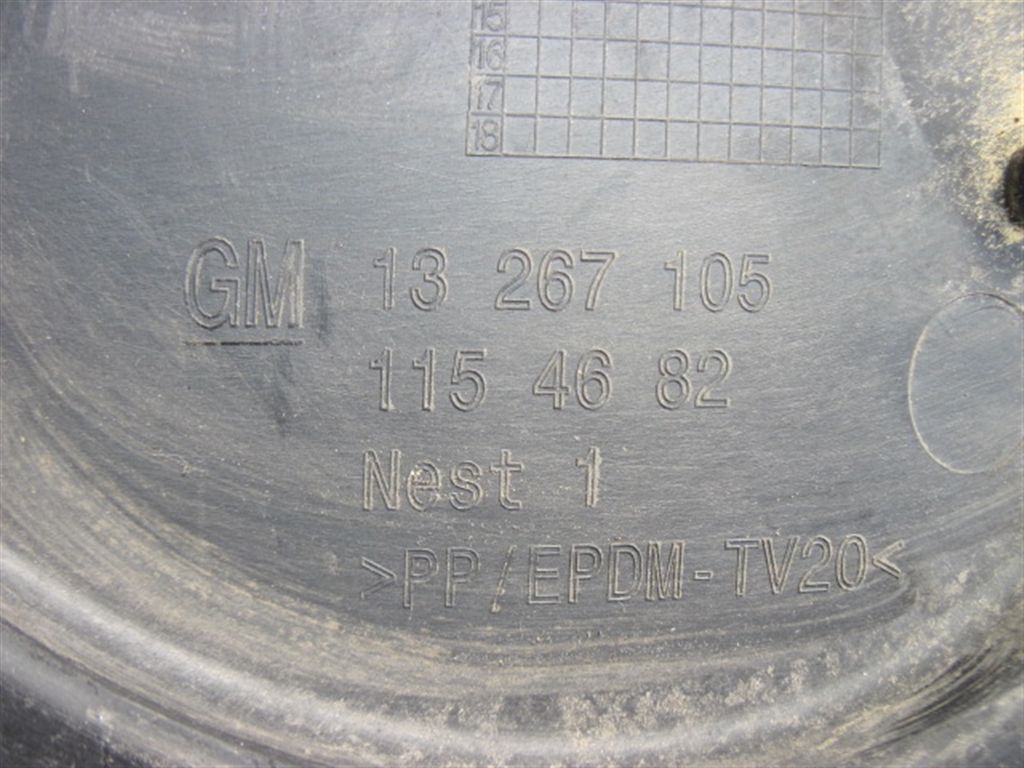 15
16
17
18
GM 13 267 105
115 46 82
Nest 1
>PP/EPDM-TV20<